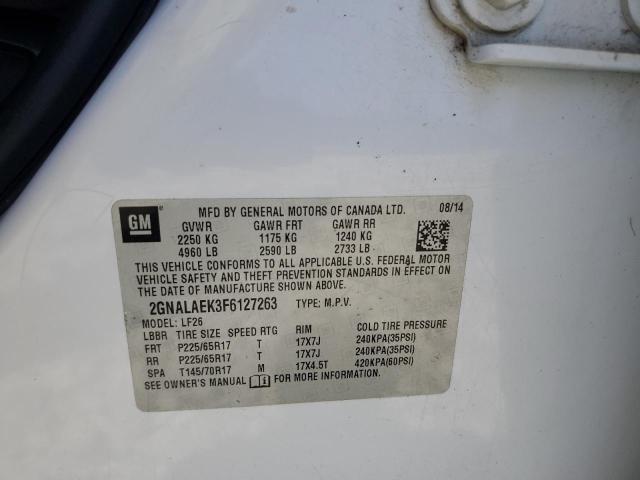 GM
MFD BY GENERAL MOTORS OF CANADA LTD. 08/14
GVWR GAWR FRT GAWR RR
2250 KG 1175 KG 1240 KG
4960 LB 2590 LB 2733 LB
THIS VEHICLE CONFORMS TO ALL APPLICABLE U.S. FEDERAL MOTOR
VEHICLE SAFETY AND THEFT PREVENTION STANDARDS IN EFFECT ON
THE DATE OF MANUFACTURE SHOWN ABOVE.
2GNALAEK3F6127263 TYPE: M.P.V.
MODEL: LF26
LBBR TIRE SIZE SPEED RTG RIM COLD TIRE PRESSURE
FRT P225/65R17 T 17X7J 240KPA(35PSI)
RR P225/65R17 T 17X7J 240KPA(35PSI)
SPA T145/70R17 M 17X4.5T 420KPA(60PSI)
SEE OWNER'S MANUAL FOR MORE INFORMATION.